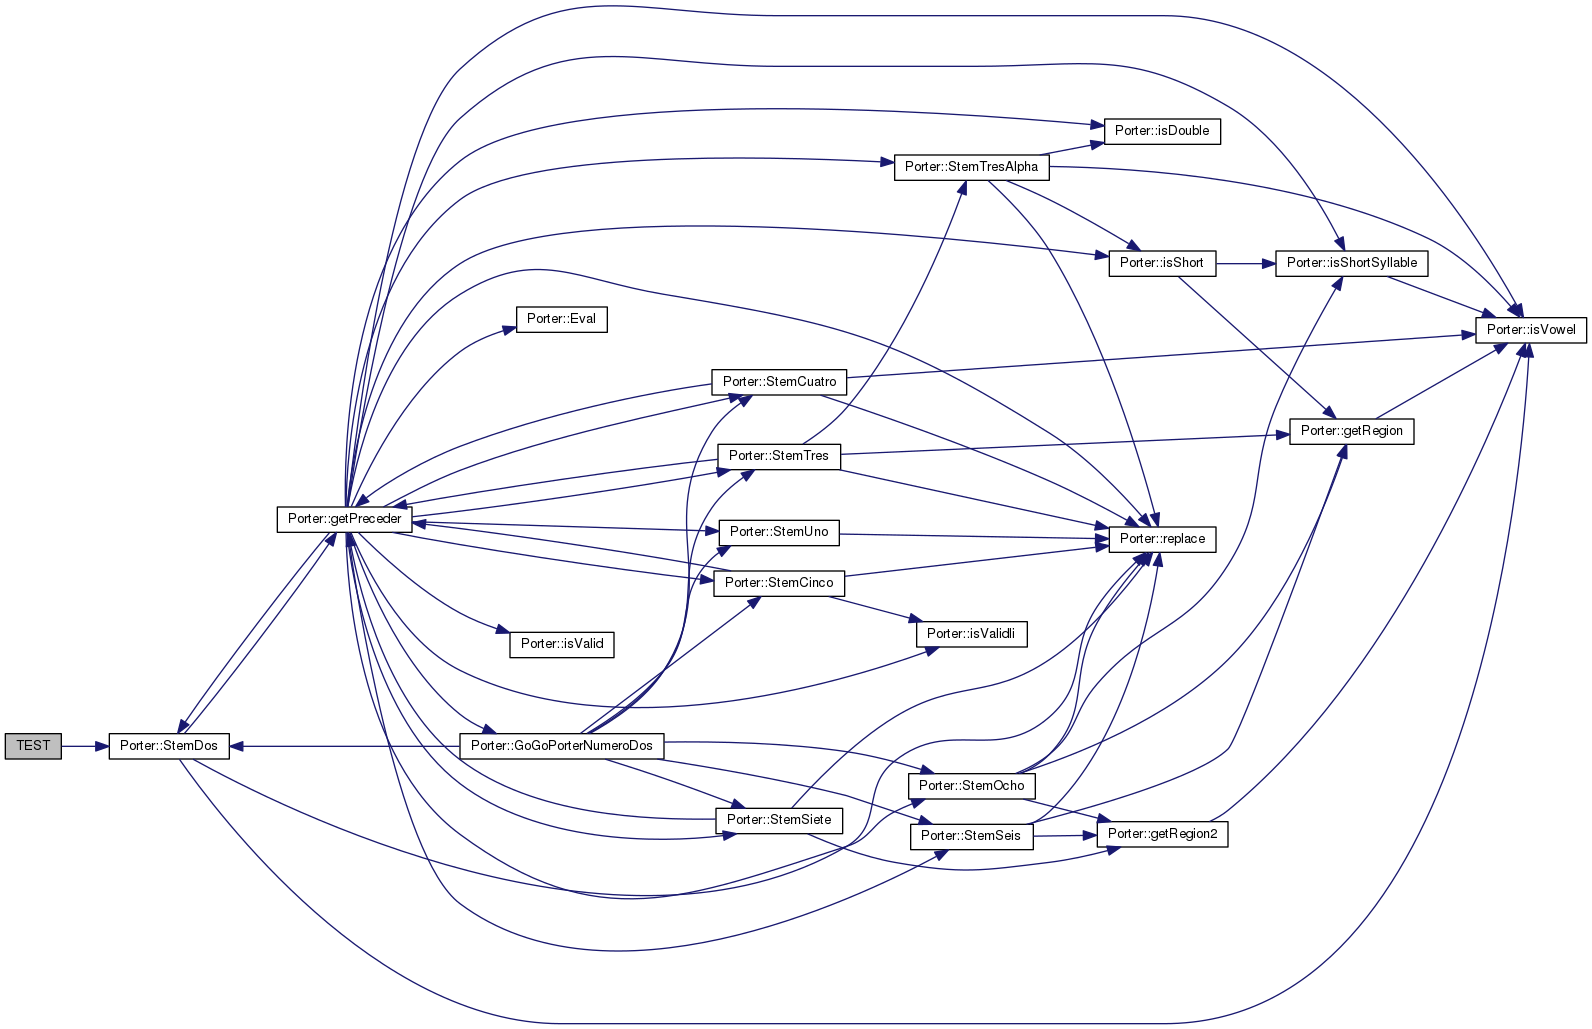 Porter::isDouble
Porter::StemTresAlpha
Porter::isShort
Porter::isShortSyllable
Porter::Eval
Porter::isVowel
Porter::StemCuatro
Porter::getRegion
Porter::StemTres
Porter::getPreceder
Porter::StemUno
Porter::replace
Porter::StemCinco
Porter::isValidli
Porter::isValid
TEST
Porter::StemDos
Porter::GoGoPorterNumeroDos
Porter::StemOcho
Porter::StemSiete
Porter::StemSeis
Porter::getRegion2